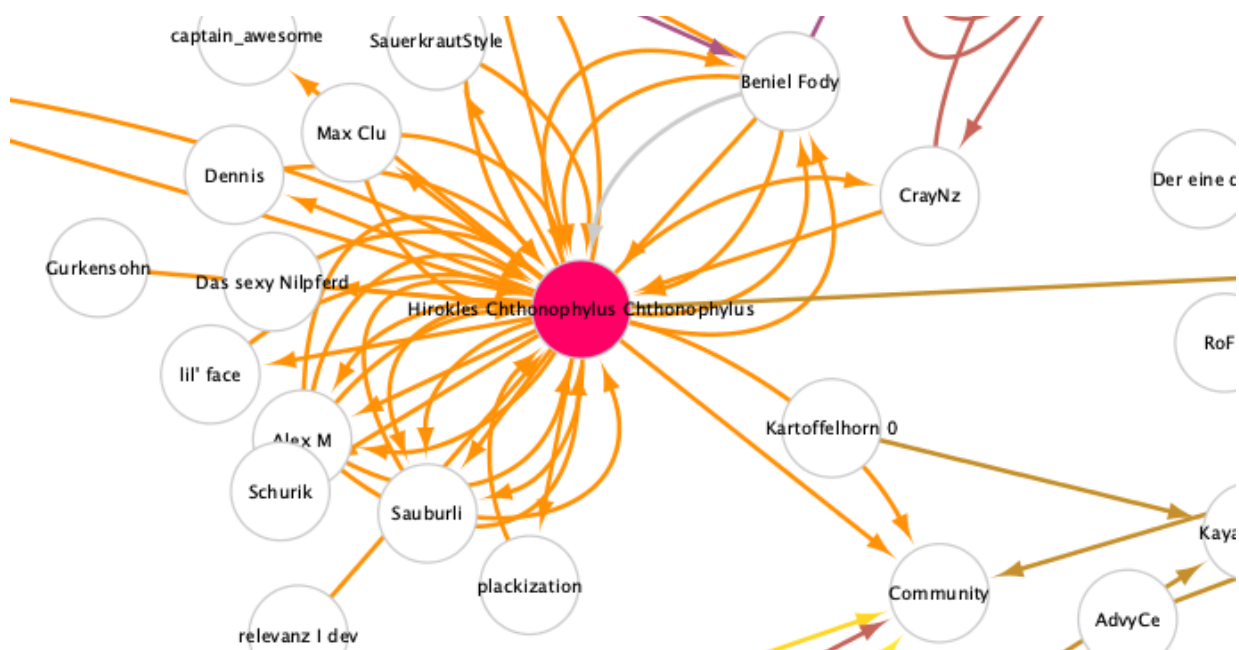 captain_awesome
SauerkrautStyle
Beniel Fody
Max Clu
Dennis
Der eine
CrayNz
Gurkensohn
Das sexy Nilpferd
Hirokles Chthonophylus Chthonophylus
RoF
lil' face
Kartoffelhorn 0
Alex M
Schurik
Sauburli
Kaya
plackization
Community
AdvyCe
relevanz I dev